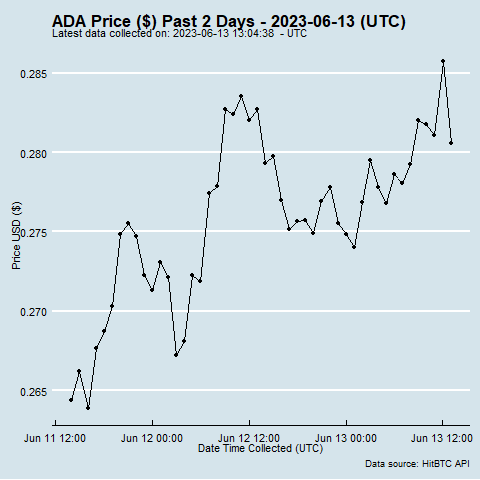 ADA Price ($) Past 2 Days - 2023-06-13 (UTC)
Latest data collected on: 2023-06-13 13:04:38 - UTC
0.285
0.280
0.275
0.270
0.265
Price USD ($)
Jun 11 12:00 Jun 12 00:00 Jun 12 12:00 Jun 13 00:00 Jun 13 12:00
Date Time Collected (UTC)
Data source: HitBTC API